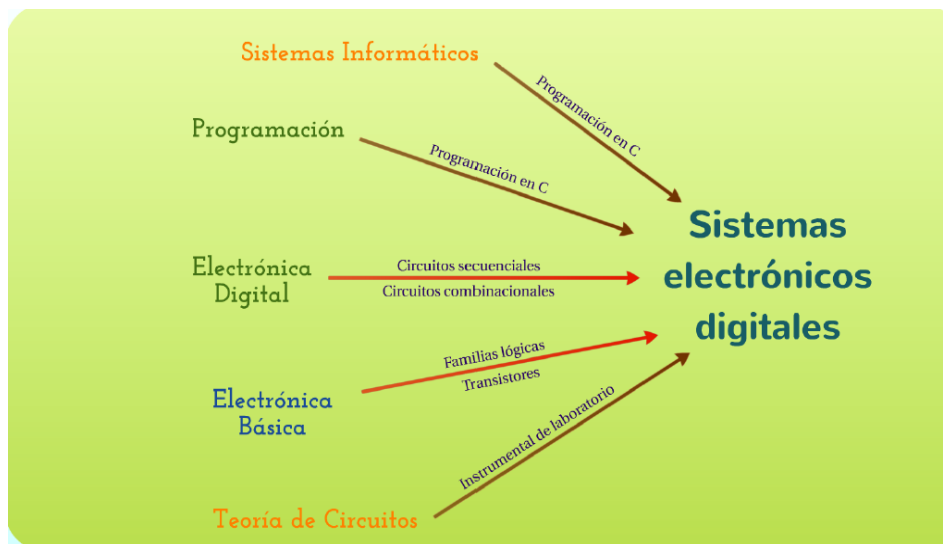 Sistemas Informáticos
Programación en C
Programación
Programación en C
Sistemas
electrónicos
digitales
Electrónica
Digital
Circuitos secuenciales
Circuitos combinacionales
Familias lógicas
Transistores
Electrónica
Básica
Instrumental de laboratorio
Teoría de Circuitos